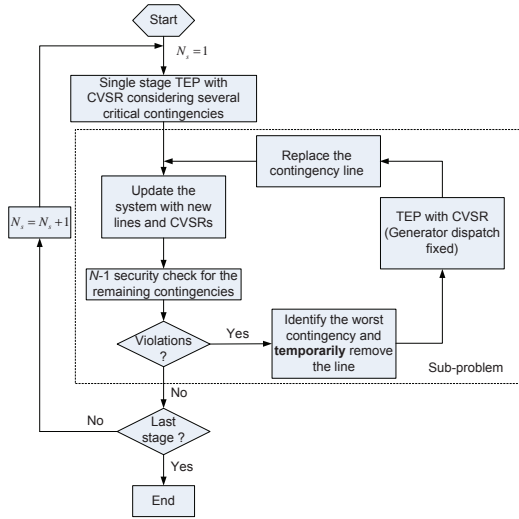 Start
N_s = 1
Single stage TEP with
CVSR considering several
critical contingencies
Replace the
contingency line
Update the
system with new
lines and CVSRs
N_s = N_s + 1
TEP with CVSR
(Generator dispatch
fixed)
N-1 security check for the
remaining contingencies
Violations
?
Yes
Identify the worst
contingency and
temporarily remove
the line
Sub-problem
No
Last
stage ?
No
Yes
End